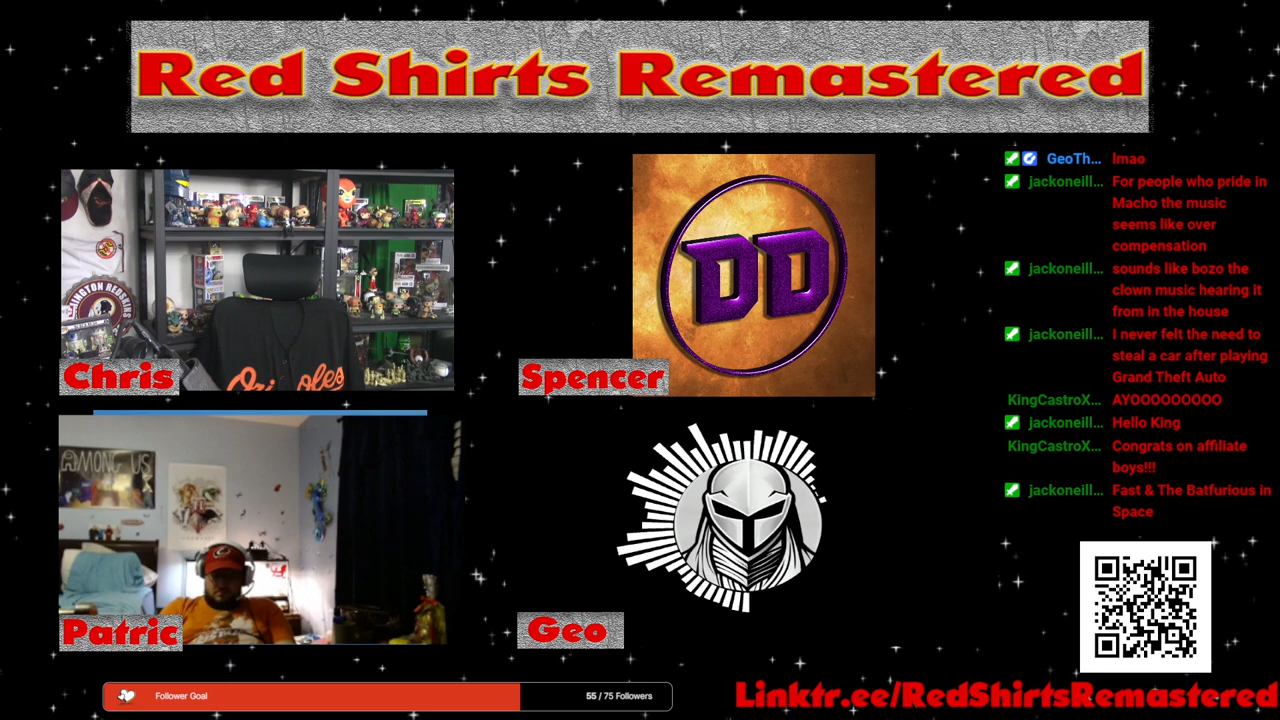 Red Shirts Remastered
GeoTh... lmao
jackoneill... For people who pride in
Macho the music
seems like over
compensation
jackoneill... sounds like bozo the
clown music hearing it
from in the house
jackoneill... I never felt the need to
steal a car after playing
Grand Theft Auto
KingCastroX... AYOOOOOOOOO
jackoneill... Hello King
KingCastroX... Congrats on affiliate
boys!!!
jackoneill... Fast & The Batfurious in
Space
DD
Chris
Spencer
AMONG US
Patric
Geo
Follower Goal
55 / 75 Followers
Linktr.ee/RedShirtsRemastered